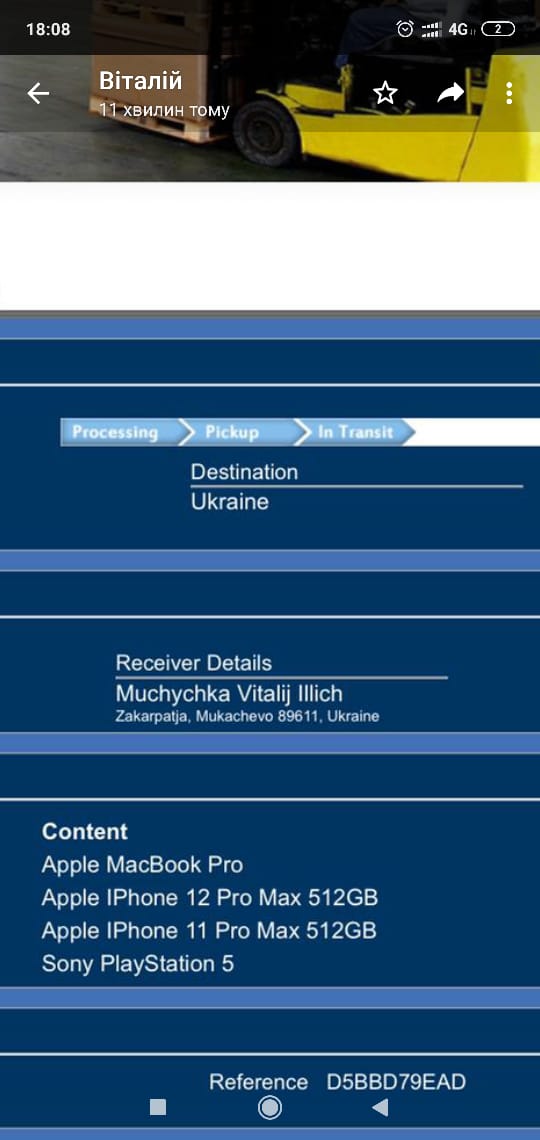 18:08
4G
2
Віталій
11 хвилин тому
Processing
Pickup
In Transit
Destination
Ukraine
Receiver Details
Muchychka Vitalij Illich
Zakarpatja, Mukachevo 89611, Ukraine
Content
Apple MacBook Pro
Apple IPhone 12 Pro Max 512GB
Apple IPhone 11 Pro Max 512GB
Sony PlayStation 5
Reference D5BBD79EAD